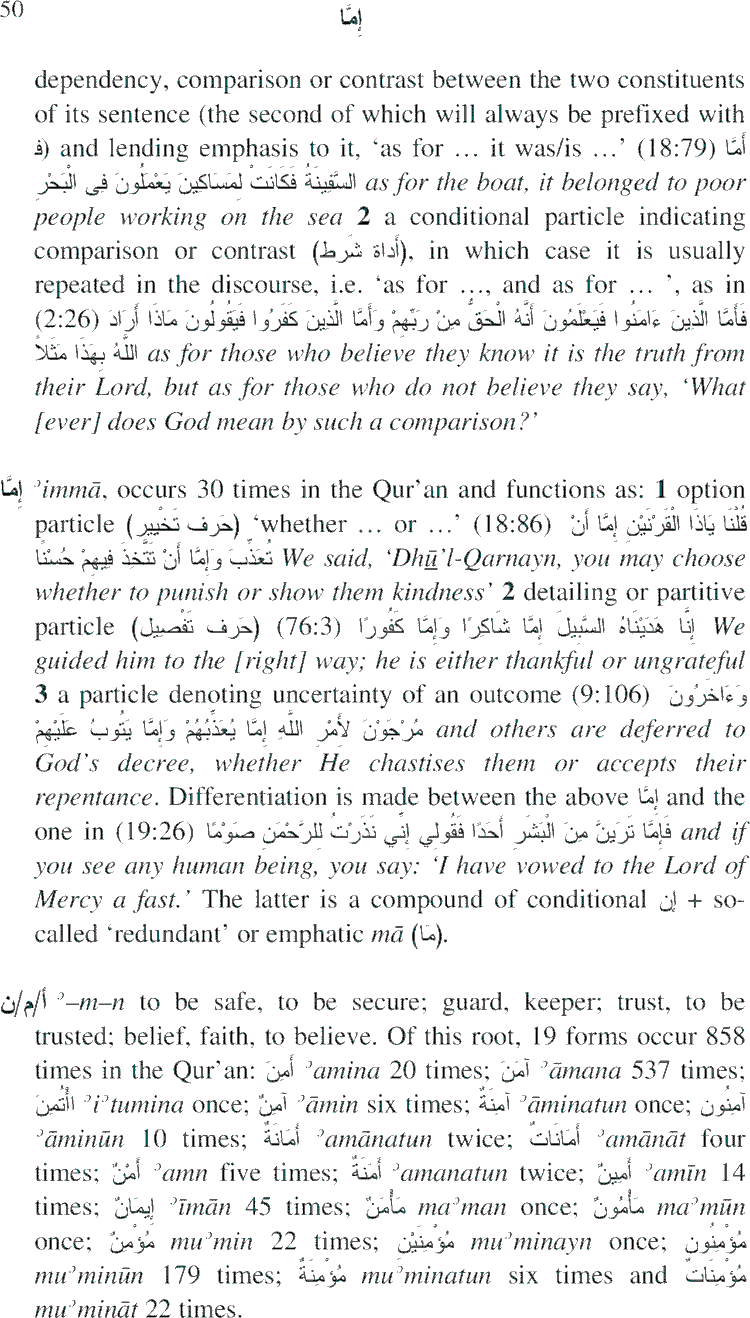 50
إِمَّا
dependency, comparison or contrast between the two constituents
of its sentence (the second of which will always be prefixed with
فـ) and lending emphasis to it, ‘as for … it was/is …’ (18:79) أَمَّا
السَّفِينَةُ فَكَانَتْ لِمَسَاكِينَ يَعْمَلُونَ فِى الْبَحْرِ as for the boat, it belonged to poor
people working on the sea 2 a conditional particle indicating
comparison or contrast (أَداة شَرط), in which case it is usually
repeated in the discourse, i.e. ‘as for …, and as for … ’, as in
(2:26) فَأَمَّا الَّذِينَ ءَامَنُوا فَيَعْلَمُونَ أَنَّهُ الْحَقُّ مِنْ رَبِّهِمْ وَأَمَّا الَّذِينَ كَفَرُوا فَيَقُولُونَ مَاذَا أَرَادَ
اللَّهُ بِهَذَا مَثَلاً as for those who believe they know it is the truth from
their Lord, but as for those who do not believe they say, ‘What
[ever] does God mean by such a comparison?’
إِمَّا ʾimmā, occurs 30 times in the Qur’an and functions as: 1 option
particle (حَرف تَخْيير) ‘whether … or …’ (18:86) قُلْنَا يَاذَا الْقَرْنَيْنِ إِمَّا أَنْ
تُعَذِّبَ وَإِمَّا أَنْ تَتَّخِذَ فِيهِمْ حُسْنًا We said, ‘Dhū’l-Qarnayn, you may choose
whether to punish or show them kindness’ 2 detailing or partitive
particle (حَرف تَفْصيل) (76:3) إِنَّا هَدَيْنَاهُ السَّبِيلَ إِمَّا شَاكِرًا وَإِمَّا كَفُورًا We
guided him to the [right] way; he is either thankful or ungrateful
3 a particle denoting uncertainty of an outcome (9:106) وَءَاخَرُونَ
مُرْجَوْنَ لأَمْرِ اللَّهِ إِمَّا يُعَذِّبُهُمْ وَإِمَّا يَتُوبُ عَلَيْهِمْ and others are deferred to
God’s decree, whether He chastises them or accepts their
repentance. Differentiation is made between the above إِمَّا and the
one in (19:26) فَإِمَّا تَرَيِنَّ مِنَ الْبَشَرِ أَحَدًا فَقُولِي إِنِّي نَذَرْتُ لِلرَّحْمَنِ صَوْمًا and if
you see any human being, you say: ‘I have vowed to the Lord of
Mercy a fast.’ The latter is a compound of conditional إِن + so-
called ‘redundant’ or emphatic mā (مَا).
أ/م/ن ʾ–m–n to be safe, to be secure; guard, keeper; trust, to be
trusted; belief, faith, to believe. Of this root, 19 forms occur 858
times in the Qur’an: أَمِنَ ʾamina 20 times; آمَنَ ʾāmana 537 times;
اُؤْتُمِنَ ʾiʾtumina once; آمِنٌ ʾāmin six times; آمِنَةٌ ʾāminatun once; آمِنُون
ʾāminūn 10 times; أَمَانَةٌ ʾamānatun twice; أَمَانَاتٌ ʾamānāt four
times; أَمْنٌ ʾamn five times; أَمَنَةٌ ʾamanatun twice; أَمِينٌ ʾamīn 14
times; إِيمَانٌ ʾīmān 45 times; مَأْمَنٌ maʾman once; مَأْمُونٌ maʾmūn
once; مُؤْمِنٌ muʾmin 22 times; مُؤْمِنَيْنِ muʾminayn once; مُؤْمِنُونِ
muʾminūn 179 times; مُؤْمِنَةٌ muʾminatun six times and مُؤْمِنَاتٌ
muʾmināt 22 times.